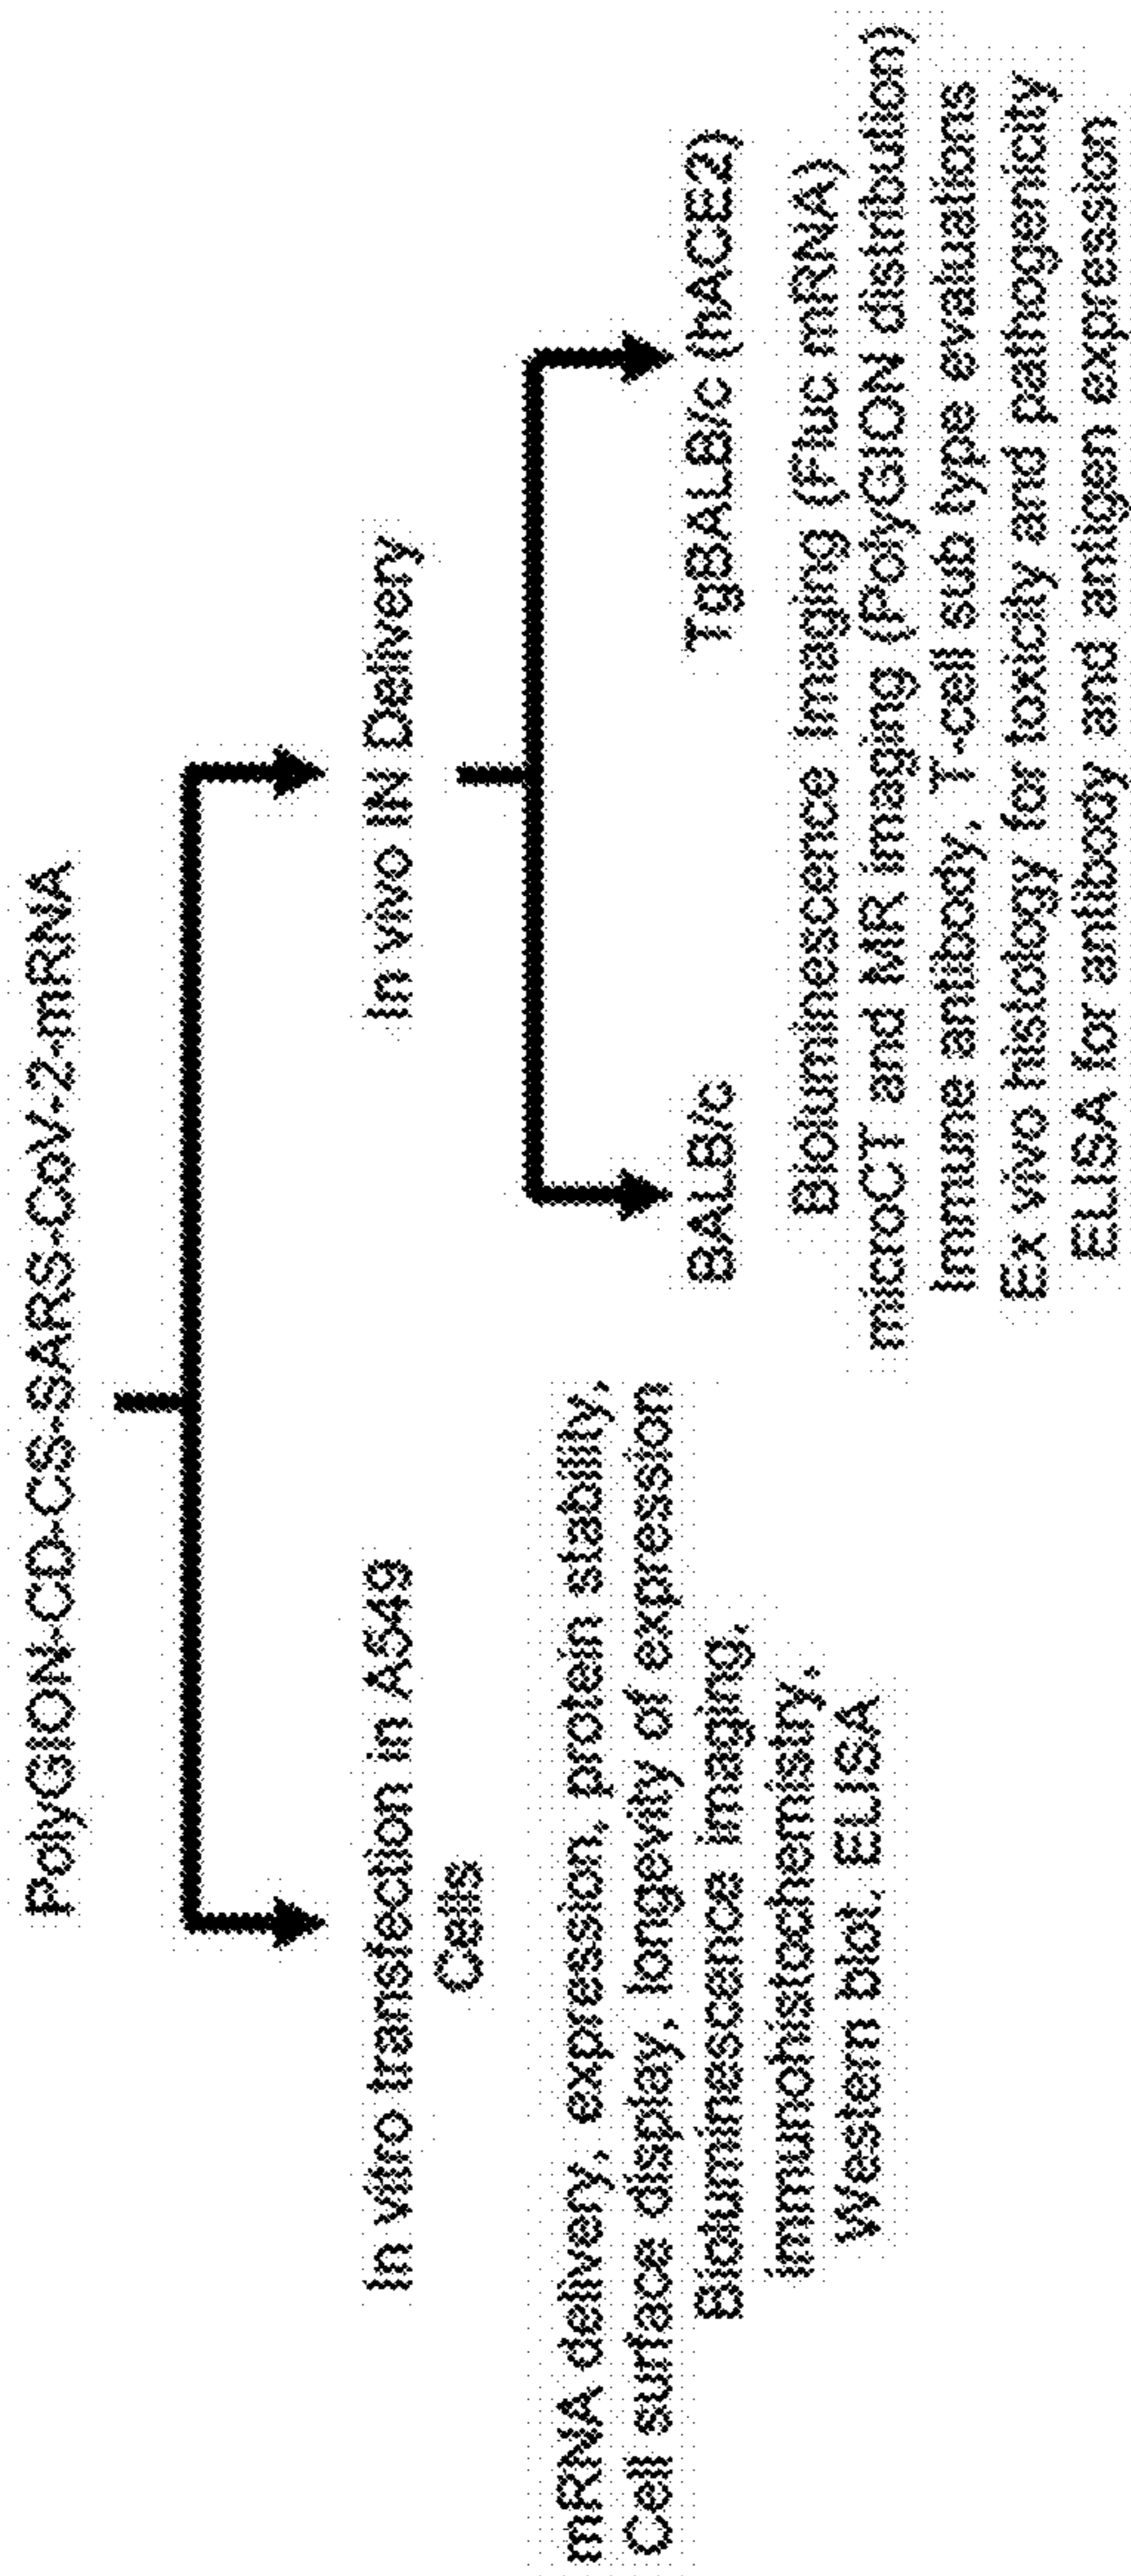 PolyGION-CD-CS-SARS-CoV-2-mRNA
In vitro transfection in A549
Cells
mRNA delivery, expression, protein stability,
Cell surface display, longevity of expression
Bioluminescence imaging,
immunohistochemistry,
Western blot, ELISA
In vivo IN Delivery
BALB/c
TgBALB/c (hACE2)
Bioluminescence Imaging (Fluc mRNA)
microCT and MR imaging (PolyGION distribution)
Immune antibody, T-cell sub type evaluations
Ex vivo histology for toxicity and pathogenicity
ELISA for antibody and antigen expression